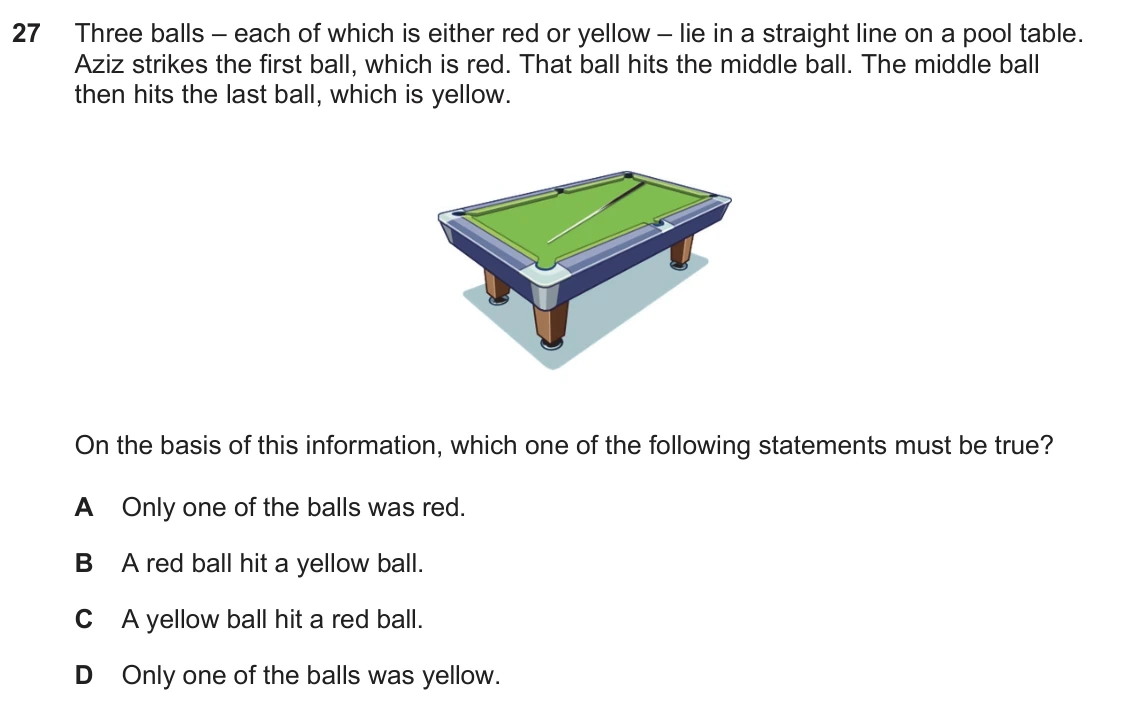 27 Three balls – each of which is either red or yellow – lie in a straight line on a pool table.
Aziz strikes the first ball, which is red. That ball hits the middle ball. The middle ball
then hits the last ball, which is yellow.
On the basis of this information, which one of the following statements must be true?
A Only one of the balls was red.
B A red ball hit a yellow ball.
C A yellow ball hit a red ball.
D Only one of the balls was yellow.